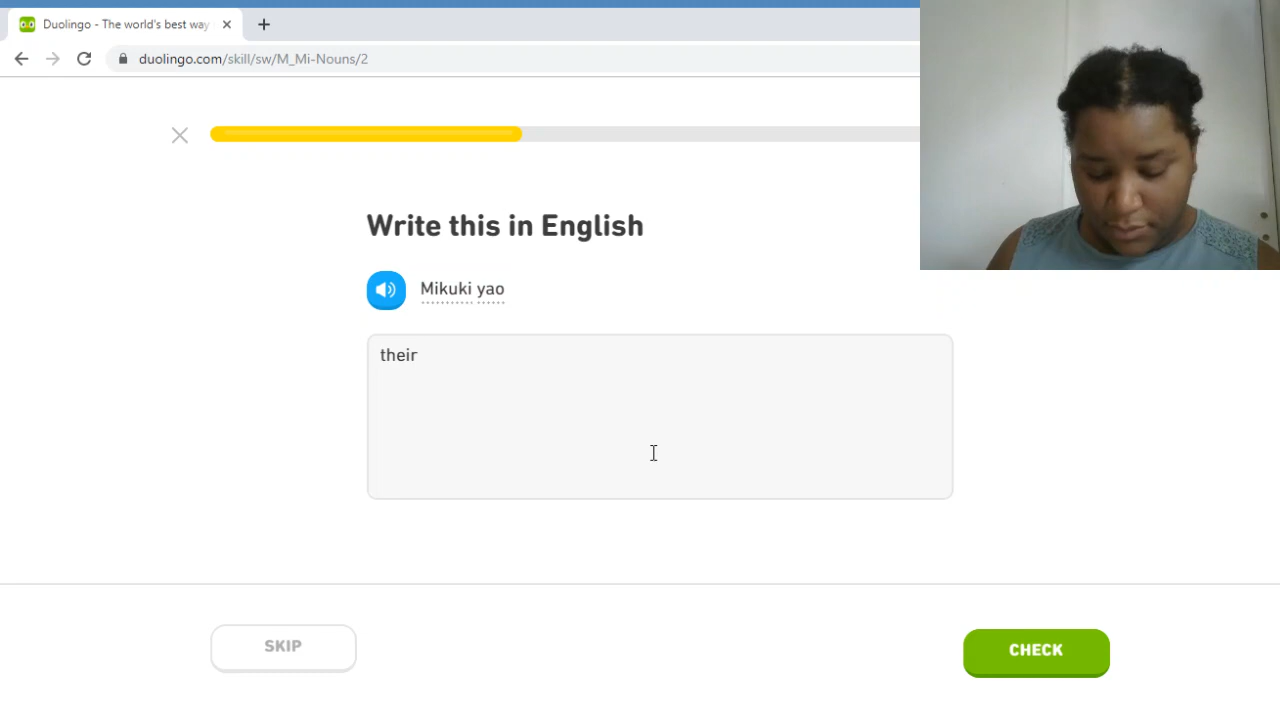 Duolingo - The world's best way
duolingo.com/skill/sw/M_Mi-Nouns/2
Write this in English
Mikuki yao
their
SKIP
CHECK